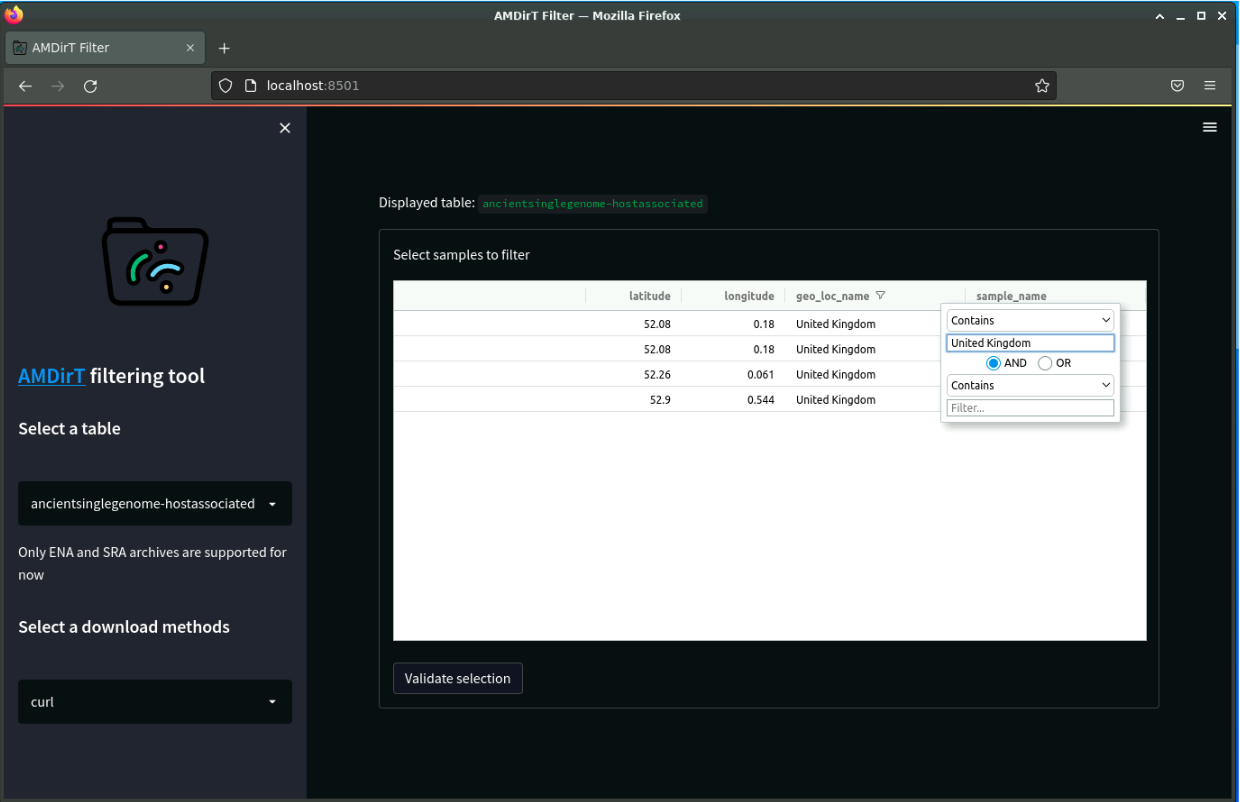 AMDirT Filter — Mozilla Firefox
AMDirT Filter
localhost:8501
AMDirT filtering tool
Select a table
ancientsinglegenome-hostassociated
Only ENA and SRA archives are supported for
now
Select a download methods
curl
Displayed table: ancientsinglegenome-hostassociated
Select samples to filter
latitude longitude geo_loc_name sample_name
52.08 0.18 United Kingdom
52.08 0.18 United Kingdom
52.26 0.061 United Kingdom
52.9 0.544 United Kingdom
Contains
United Kingdom
AND OR
Contains
Filter...
Validate selection